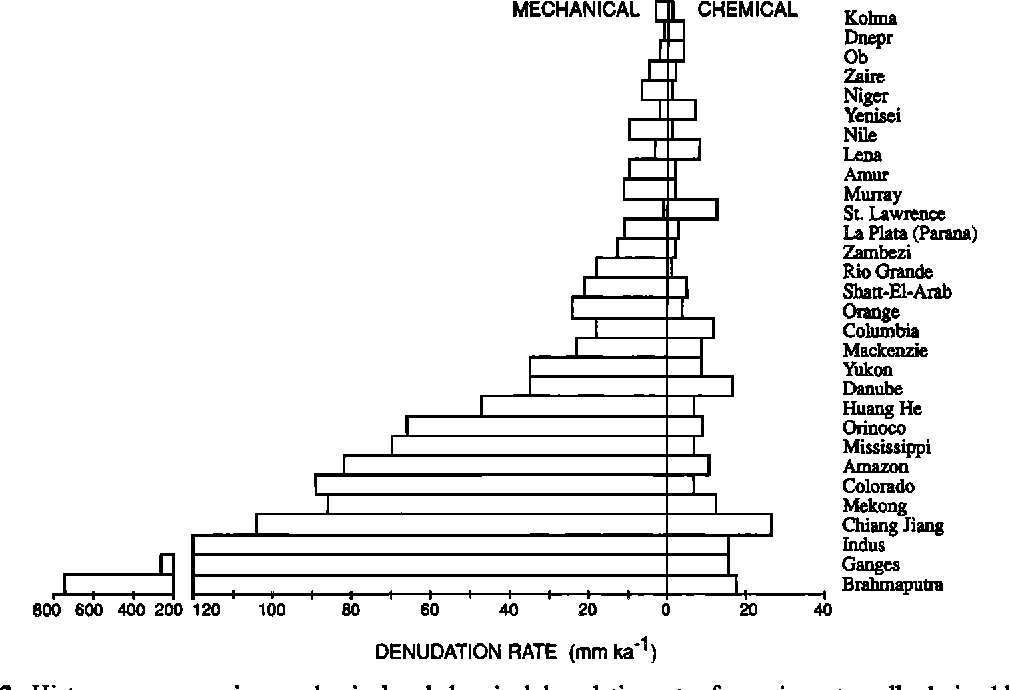 MECHANICAL CHEMICAL
Kolma
Dnepr
Ob
Zaire
Niger
Yenisei
Nile
Lena
Amur
Murray
St. Lawrence
La Plata (Parana)
Zambezi
Rio Grande
Shatt-El-Arab
Orange
Columbia
Mackenzie
Yukon
Danube
Huang He
Orinoco
Mississippi
Amazon
Colorado
Mekong
Chiang Jiang
Indus
Ganges
Brahmaputra
800 600 400 200 120 100 80 60 40 20 0 20 40
DENUDATION RATE (mm ka⁻¹)